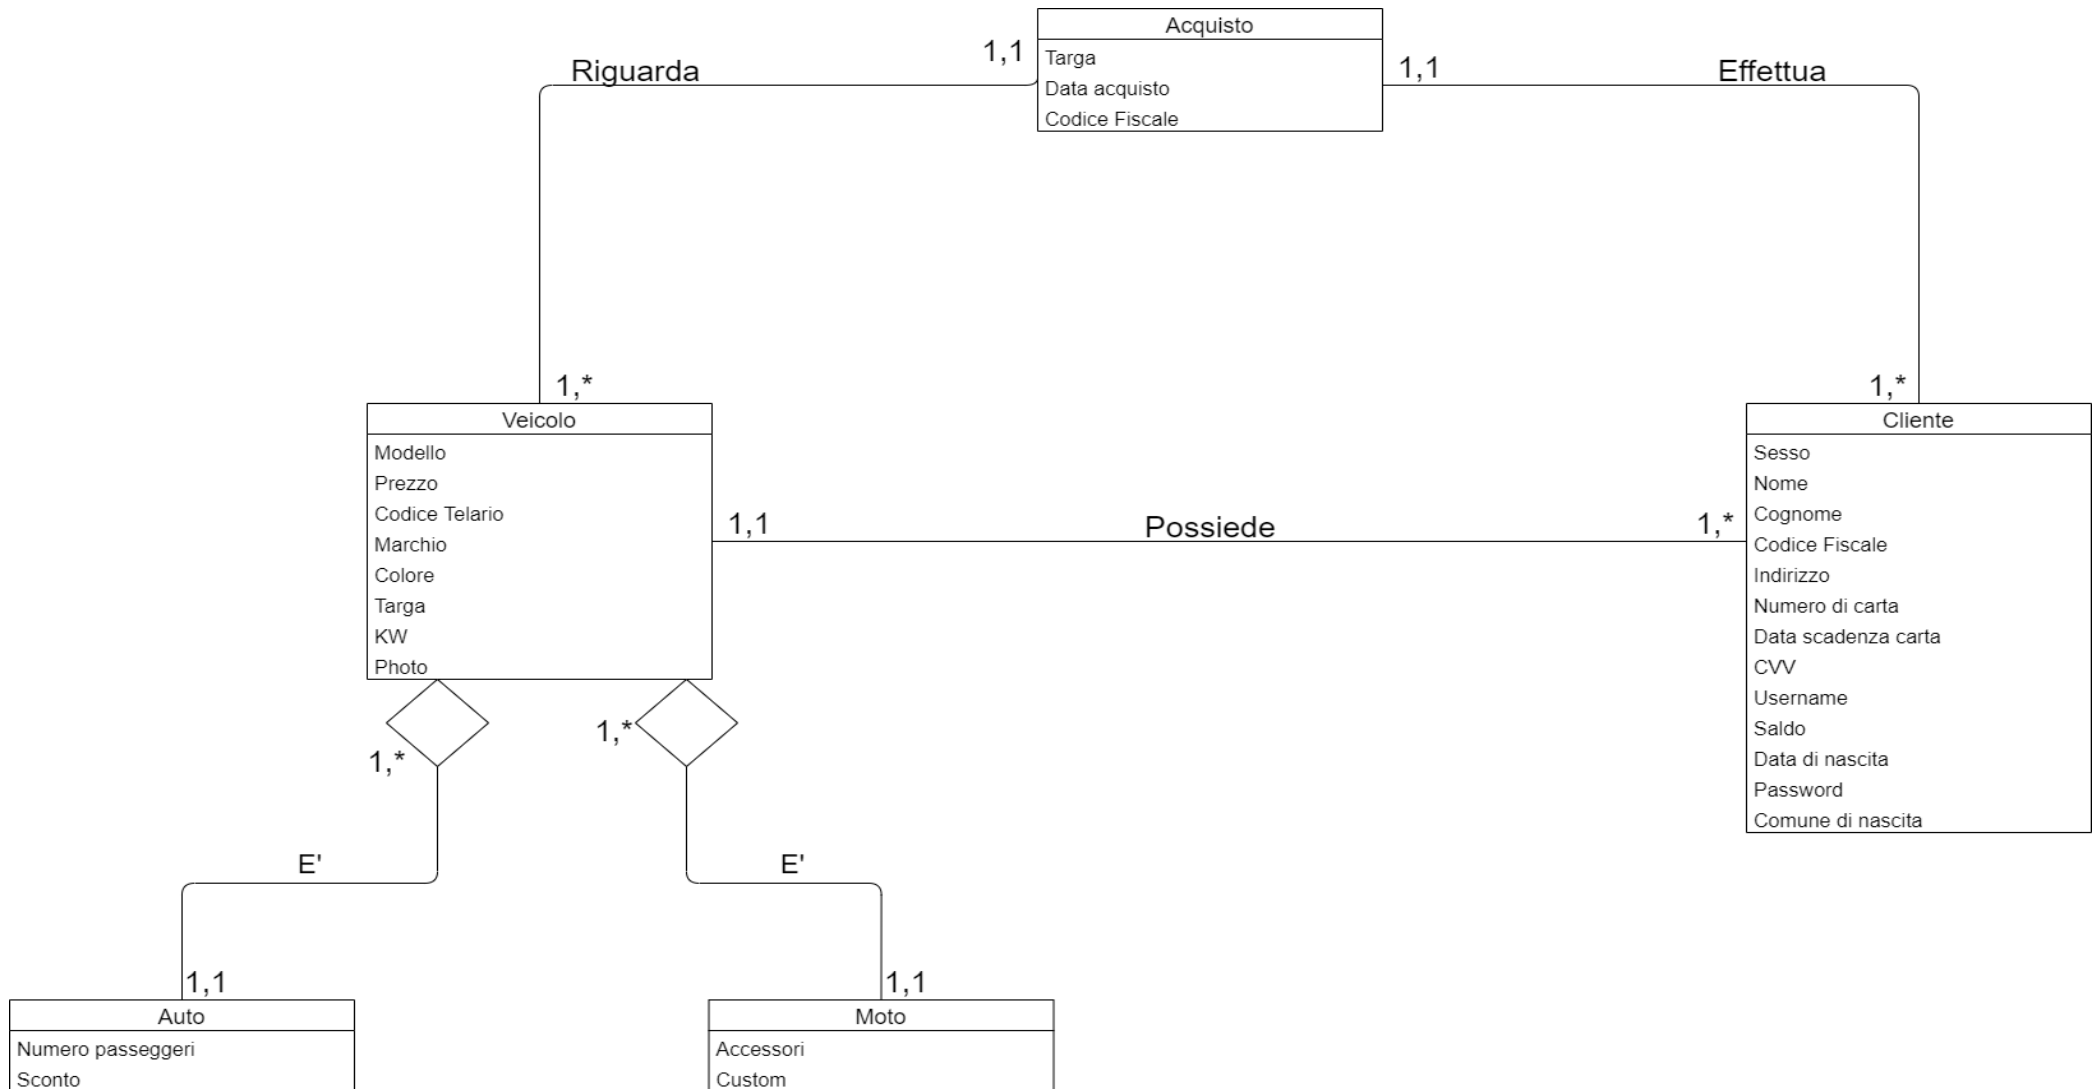 Acquisto
Targa
Data acquisto
Codice Fiscale
1,1
Riguarda
1,1
Effettua
1,*
1,*
Veicolo
Modello
Prezzo
Codice Telario
Marchio
Colore
Targa
KW
Photo
1,1
Possiede
1,*
Cliente
Sesso
Nome
Cognome
Codice Fiscale
Indirizzo
Numero di carta
Data scadenza carta
CVV
Username
Saldo
Data di nascita
Password
Comune di nascita
1,*
1,*
E'
E'
1,1
1,1
Auto
Numero passeggeri
Sconto
Moto
Accessori
Custom